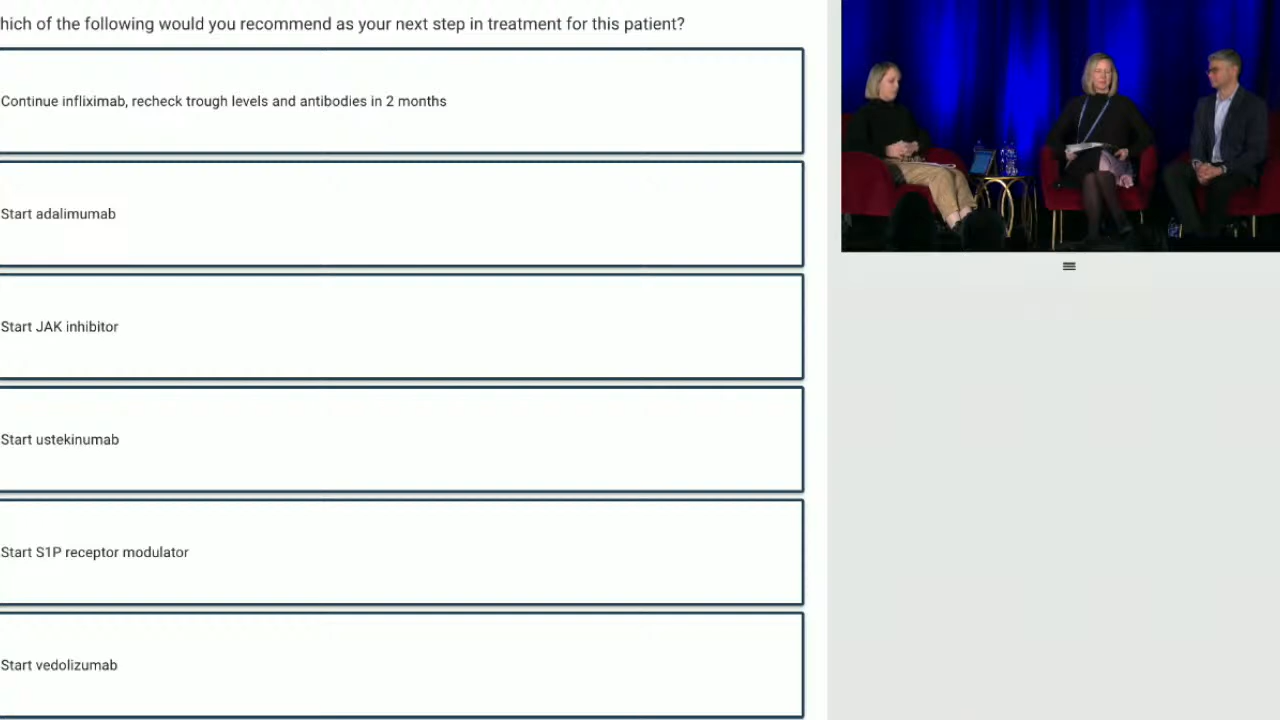 hich of the following would you recommend as your next step in treatment for this patient?
Continue infliximab, recheck trough levels and antibodies in 2 months
Start adalimumab
Start JAK inhibitor
Start ustekinumab
Start S1P receptor modulator
Start vedolizumab